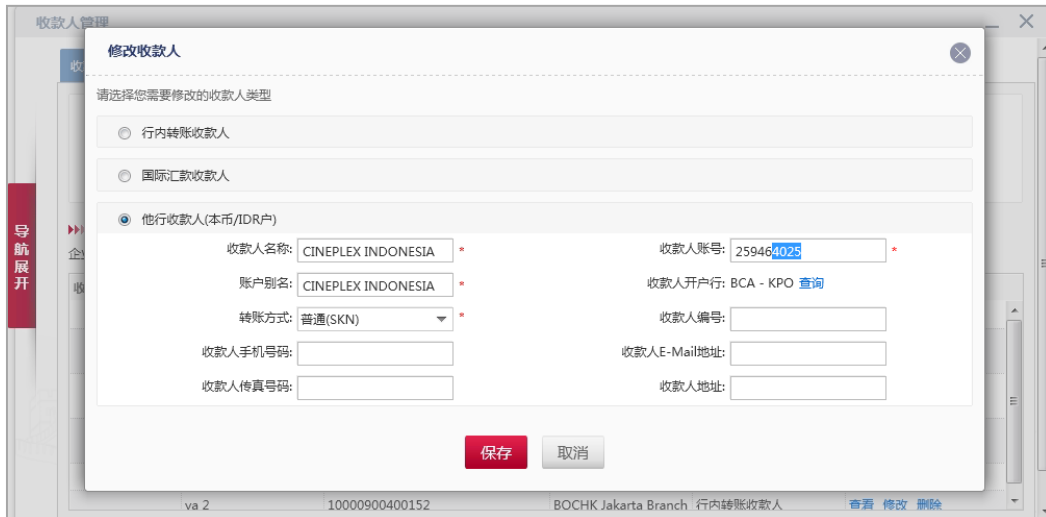 收款人管理
修改收款人
收
请选择您需要修改的收款人类型
行内转账收款人
国际汇款收款人
导航展开
他行收款人(本币/IDR户)
收款人名称: CINEPLEX INDONESIA * 收款人账号: 259464025 *
企
账户别名: CINEPLEX INDONESIA * 收款人开户行: BCA - KPO 查询
收
转账方式: 普通(SKN) * 收款人编号:
收款人手机号码: 收款人E-Mail地址:
收款人传真号码: 收款人地址:
保存 取消
va 2 10000900400152 BOCHK Jakarta Branch 行内转账收款人 查看 修改 删除